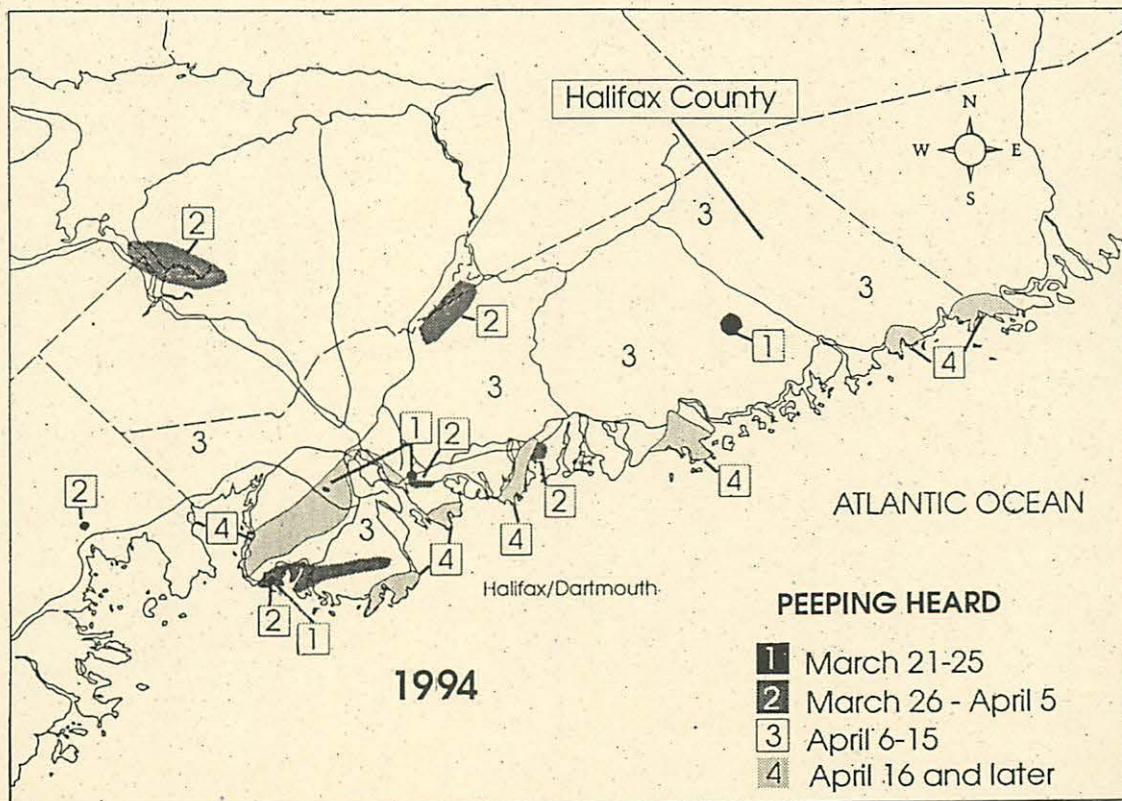 Halifax County
N
W E
S
3
2
3
2
1
3
3
4
1
2
3
2
4
2
4
3
4
4
ATLANTIC OCEAN
Halifax/Dartmouth
2
1
1994
PEEPING HEARD
1 March 21-25
2 March 26 - April 5
3 April 6-15
4 April 16 and later